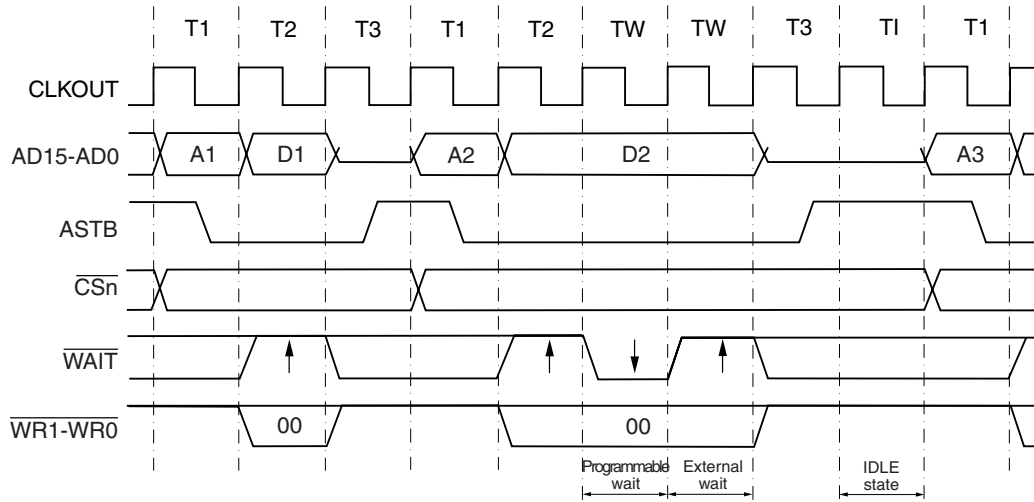 T1 T2 T3 T1 T2 TW TW T3 TI T1
CLKOUT
AD15-AD0 A1 D1 A2 D2 A3
ASTB
CSn
WAIT
WR1-WR0 00 00
Programmable wait External wait IDLE state